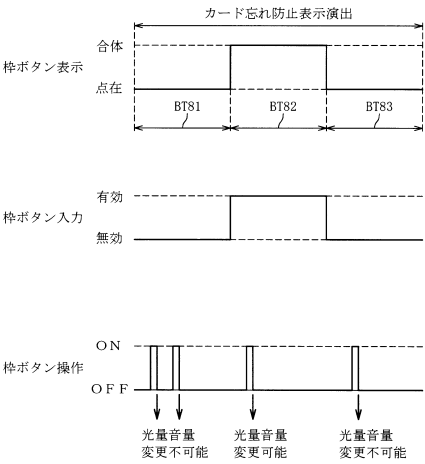 カード忘れ防止表示演出
合体
枠ボタン表示
点在
BT81 BT82 BT83
有効
枠ボタン入力
無効
ON
枠ボタン操作
OFF
光量音量 光量音量 光量音量
変更不可能 変更可能 変更不可能